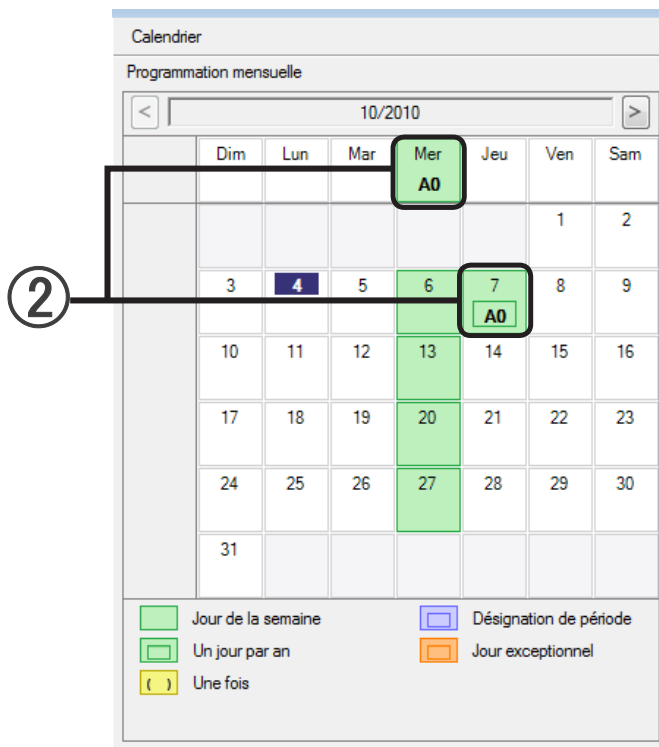 Calendrier
Programmation mensuelle
< 10/2010 >
Dim Lun Mar Mer Jeu Ven Sam
A0
1 2
②
3 4 5 6 7 8 9
A0
10 11 12 13 14 15 16
17 18 19 20 21 22 23
24 25 26 27 28 29 30
31
Jour de la semaine Désignation de période
Un jour par an Jour exceptionnel
( ) Une fois